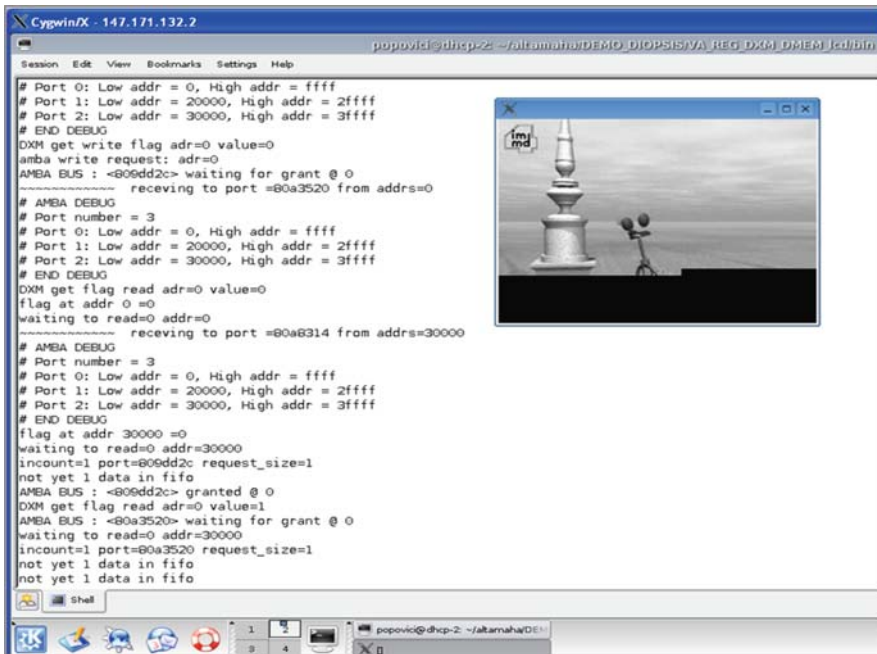 Cygwin/X - 147.171.132.2
popovici@dhcp-2: ~/altamaha/DEMO_DIOPSIS/VA_REG_DXM_DMEM_lcd/bin
Session Edit View Bookmarks Settings Help
# Port 0: Low addr = 0, High addr = ffff
# Port 1: Low addr = 20000, High addr = 2ffff
# Port 2: Low addr = 30000, High addr = 3ffff
# END DEBUG
DXM get write flag adr=0 value=0
amba write request: adr=0
AMBA BUS : <809dd2c> waiting for grant @ 0
~~~~~~~~~~~~ receving to port =80a3520 from addrs=0
# AMBA DEBUG
# Port number = 3
# Port 0: Low addr = 0, High addr = ffff
# Port 1: Low addr = 20000, High addr = 2ffff
# Port 2: Low addr = 30000, High addr = 3ffff
# END DEBUG
DXM get flag read adr=0 value=0
flag at addr 0 =0
waiting to read=0 addr=0
~~~~~~~~~~~~ receving to port =80a8314 from addrs=30000
# AMBA DEBUG
# Port number = 3
# Port 0: Low addr = 0, High addr = ffff
# Port 1: Low addr = 20000, High addr = 2ffff
# Port 2: Low addr = 30000, High addr = 3ffff
# END DEBUG
flag at addr 30000 =0
waiting to read=0 addr=30000
incount=1 port=809dd2c request_size=1
not yet 1 data in fifo
AMBA BUS : <809dd2c> granted @ 0
DXM get flag read adr=0 value=1
AMBA BUS : <80a3520> waiting for grant @ 0
waiting to read=0 addr=30000
incount=1 port=80a3520 request_size=1
not yet 1 data in fifo
not yet 1 data in fifo
im
md
Shell
1 2
3 4
popovici@dhcp-2: ~/altamaha/DE